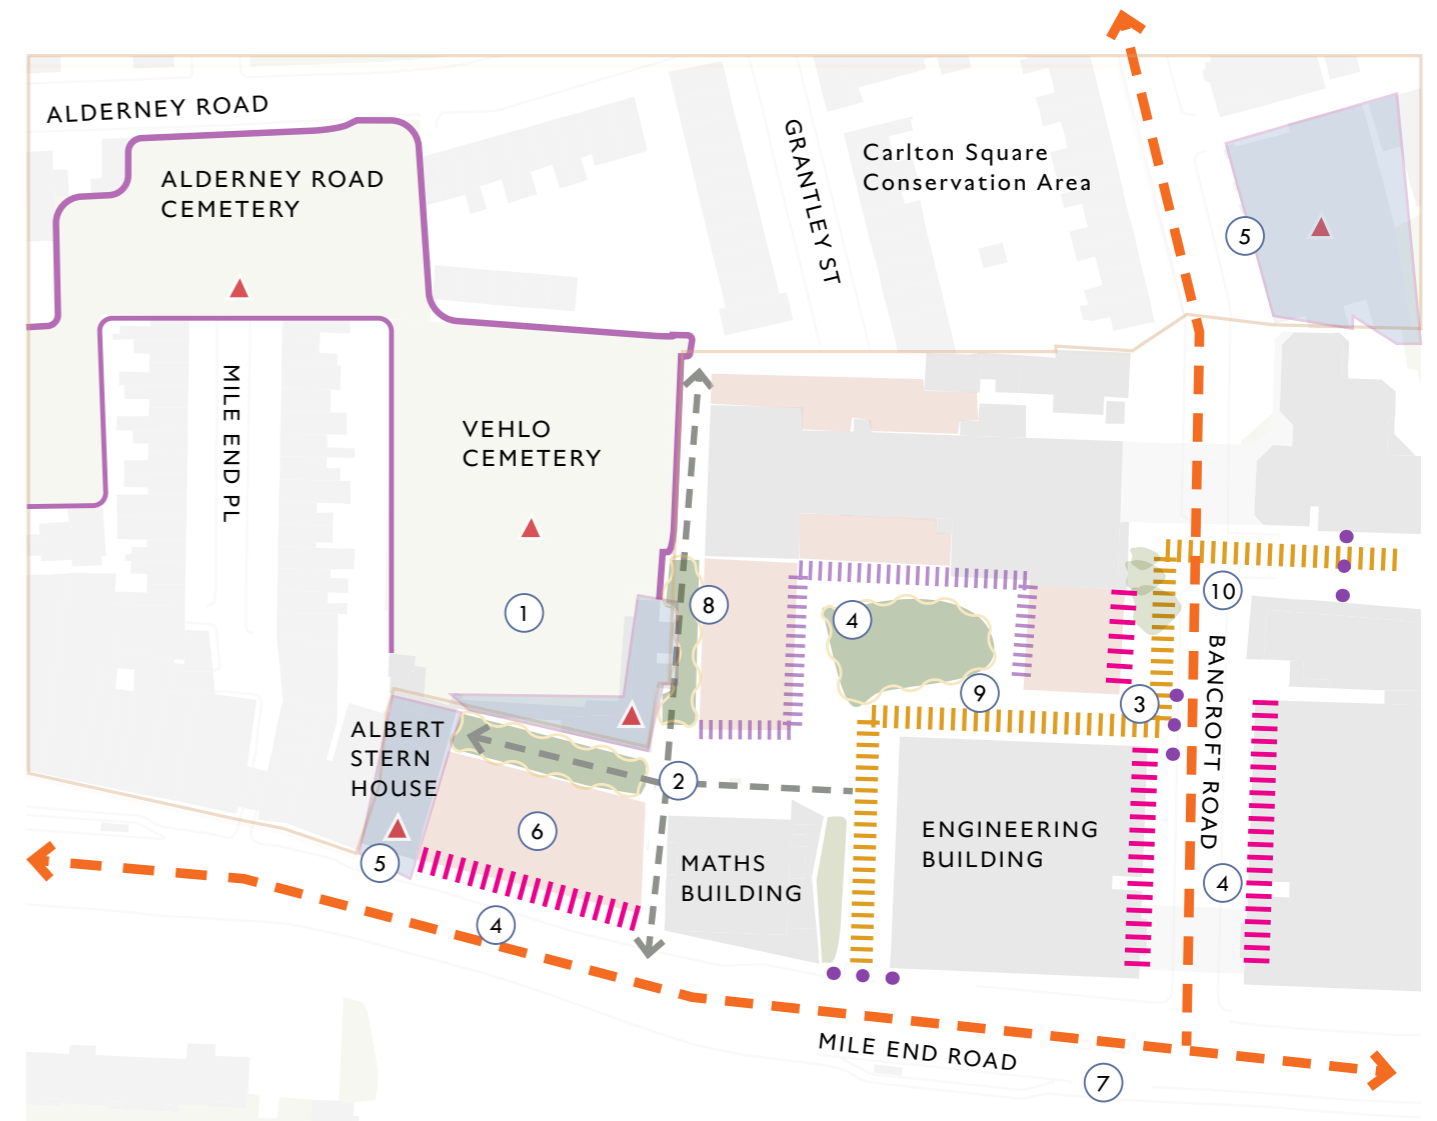 ALDERNEY ROAD
ALDERNEY ROAD
CEMETERY
GRANTLEY ST
Carlton Square
Conservation Area
5
MILE END PL
VEHLO
CEMETERY
1
8
4
10
9
3
BANCROFT ROAD
ALBERT
STERN
HOUSE
2
6
5
4
MATHS
BUILDING
ENGINEERING
BUILDING
4
MILE END ROAD
7